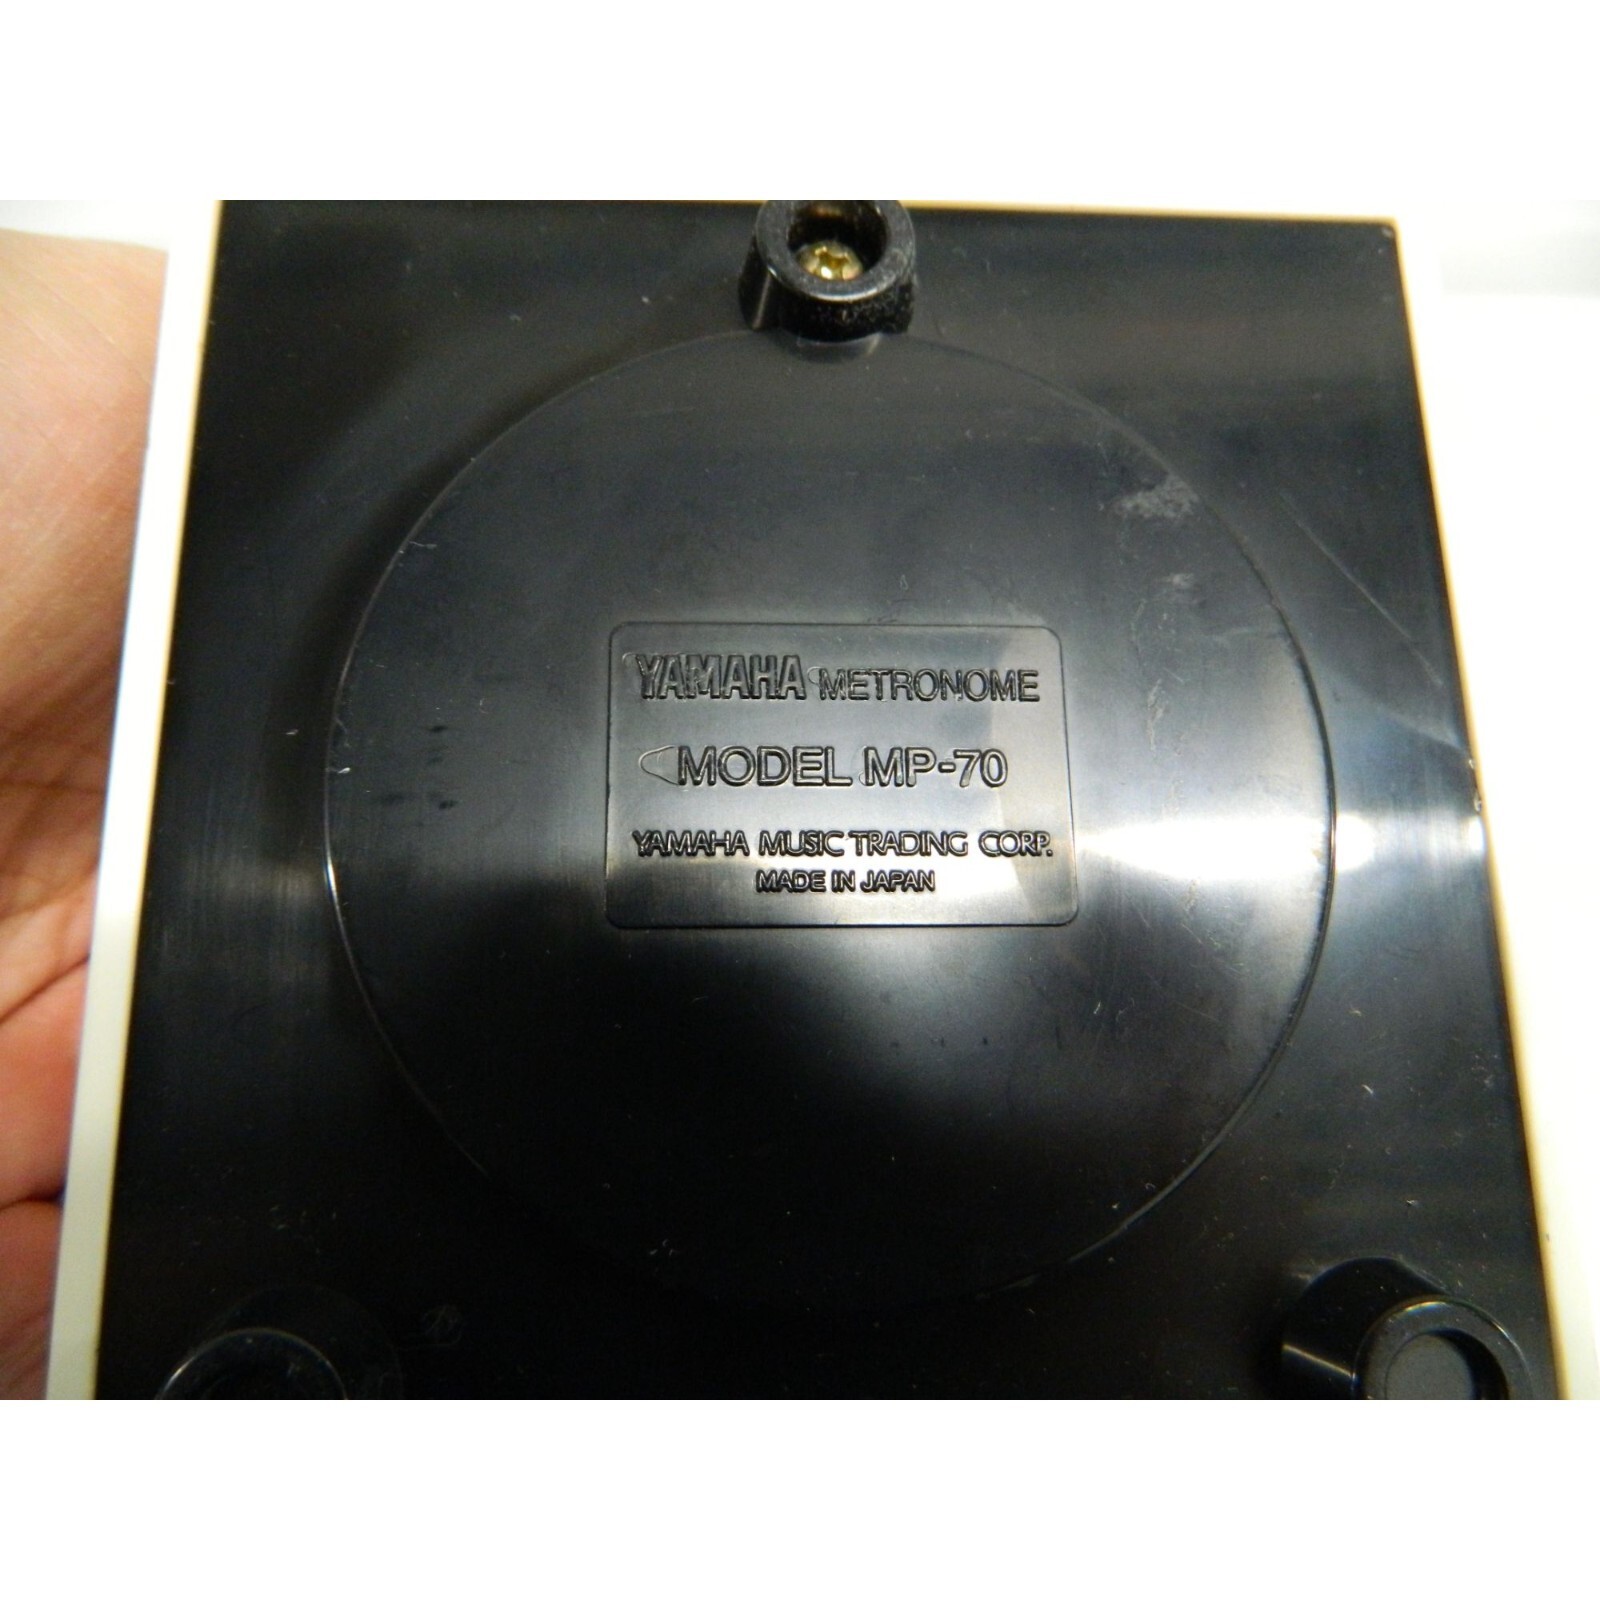 YAMAHA METRONOME
MODEL MP-70
YAMAHA MUSIC TRADING CORP.
MADE IN JAPAN